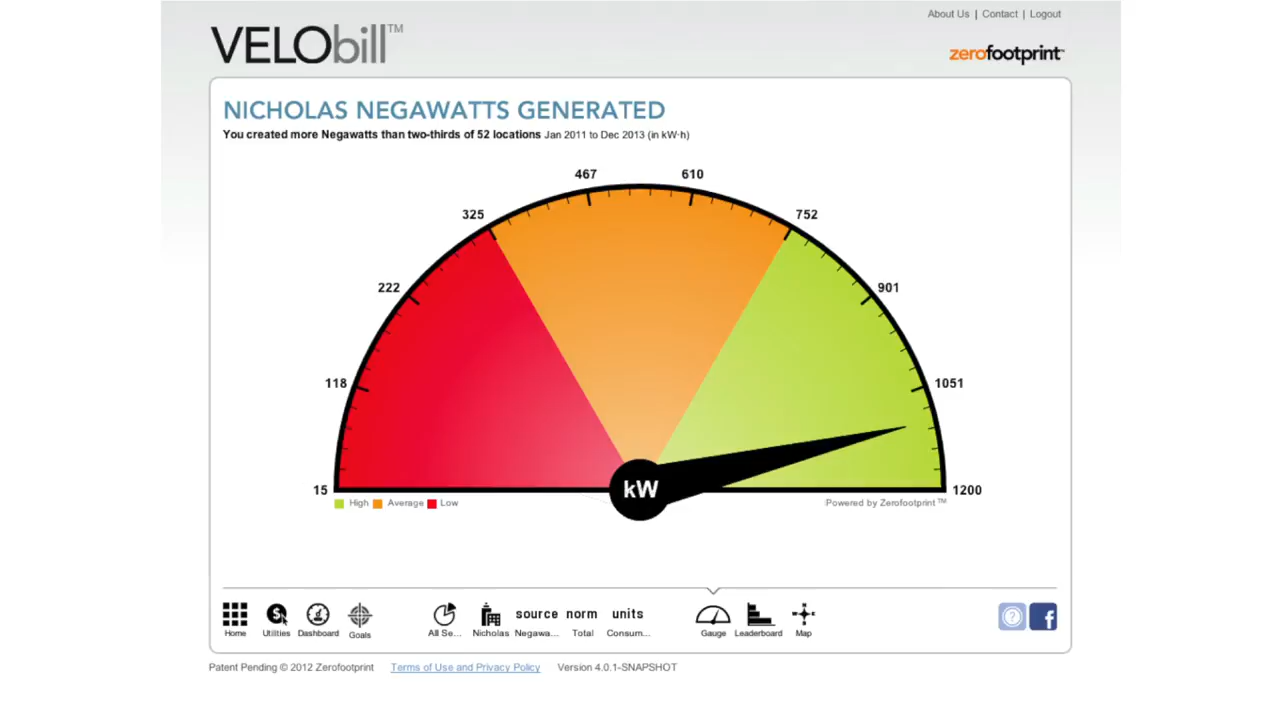 About Us | Contact | Logout
VELObill™
zerofootprint™
NICHOLAS NEGAWATTS GENERATED
You created more Negawatts than two-thirds of 52 locations Jan 2011 to Dec 2013 (in kW·h)
467 610
325 752
222 901
118 1051
15 kW 1200
High Average Low Powered by Zerofootprint™
source norm units
Home Utilities Dashboard Goals All Se... Nicholas Negawa... Total Consum... Gauge Leaderboard Map
$ ? f
Patent Pending © 2012 Zerofootprint Terms of Use and Privacy Policy Version 4.0.1-SNAPSHOT